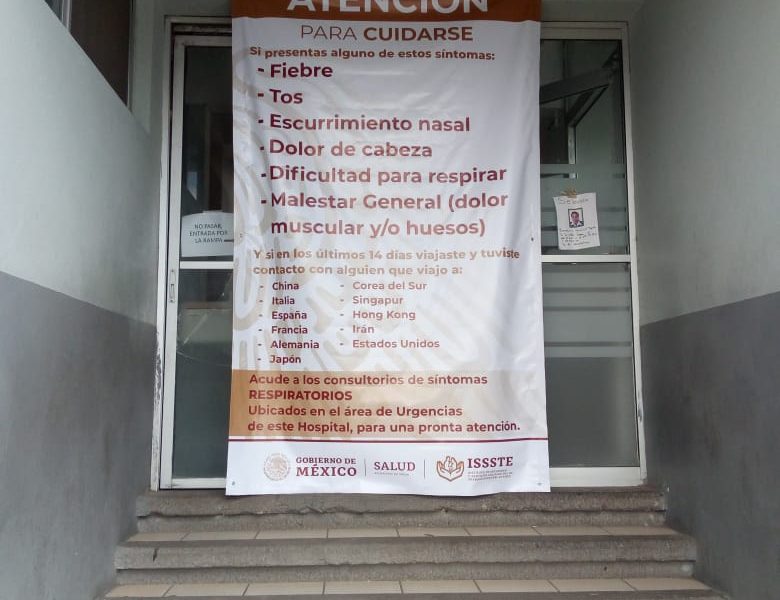 ATENCIÓN
PARA CUIDARSE
Si presentas alguno de estos síntomas:
- Fiebre
- Tos
- Escurrimiento nasal
- Dolor de cabeza
- Dificultad para respirar
- Malestar General (dolor
muscular y/o huesos)
Y si en los últimos 14 días viajaste y tuviste
contacto con alguien que viajo a:
- China
- Italia
- España
- Francia
- Alemania
- Japón
- Corea del Sur
- Singapur
- Hong Kong
- Irán
- Estados Unidos
Acude a los consultorios de síntomas
RESPIRATORIOS
Ubicados en el área de Urgencias
de este Hospital, para una pronta atención.
GOBIERNO DE
MÉXICO
SALUD
ISSSTE
NO PASAR,
ENTRADA POR
LA RAMPA